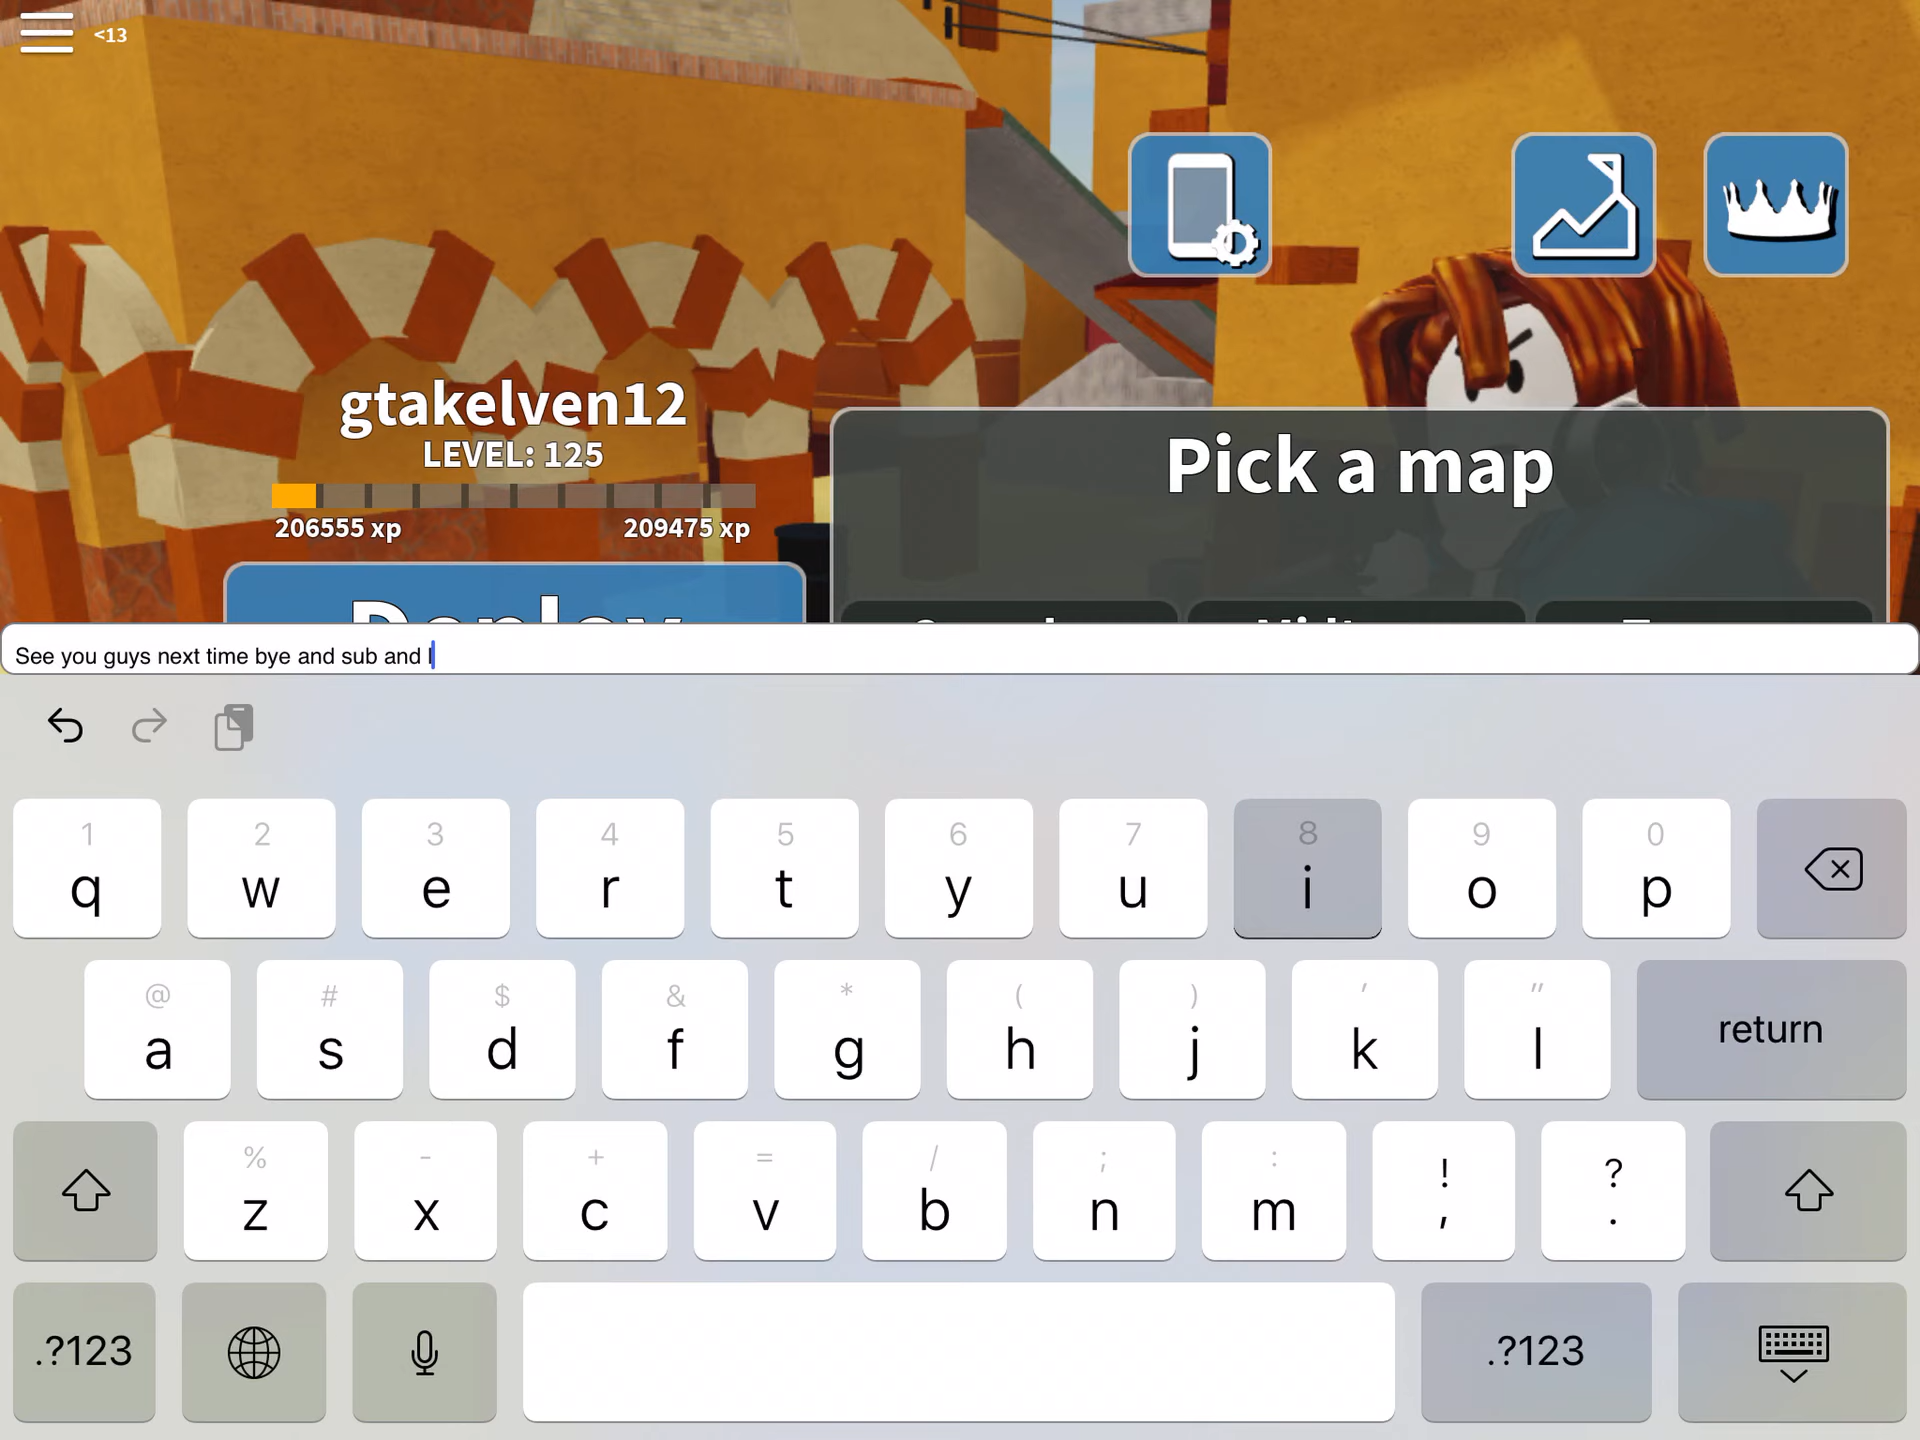 <13
gtakelven12
LEVEL: 125
206555 xp 209475 xp
Pick a map
Deploy
See you guys next time bye and sub and l
1 2 3 4 5 6 7 8 9 0
q w e r t y u i o p
@ # $ & * ( ) ' "
a s d f g h j k l return
% - + = / ; : ! ?
z x c v b n m , .
.?123 .?123